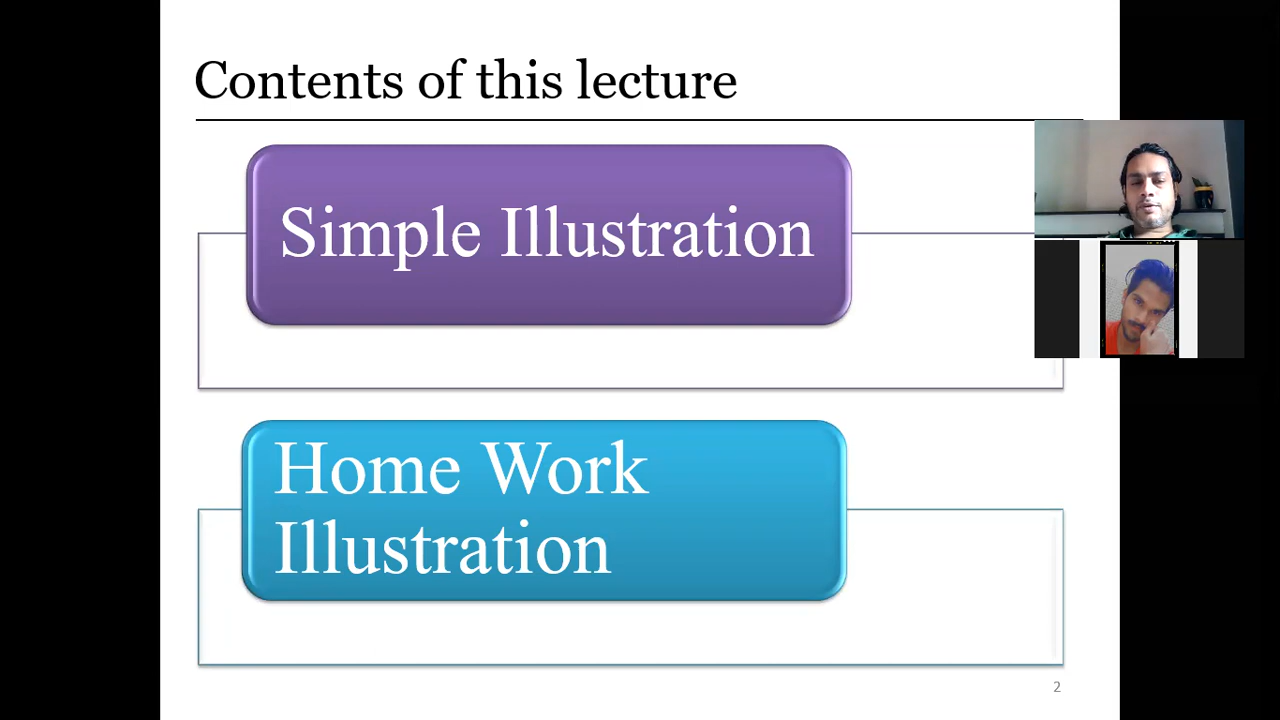 Contents of this lecture
Simple Illustration
Home Work
Illustration
2